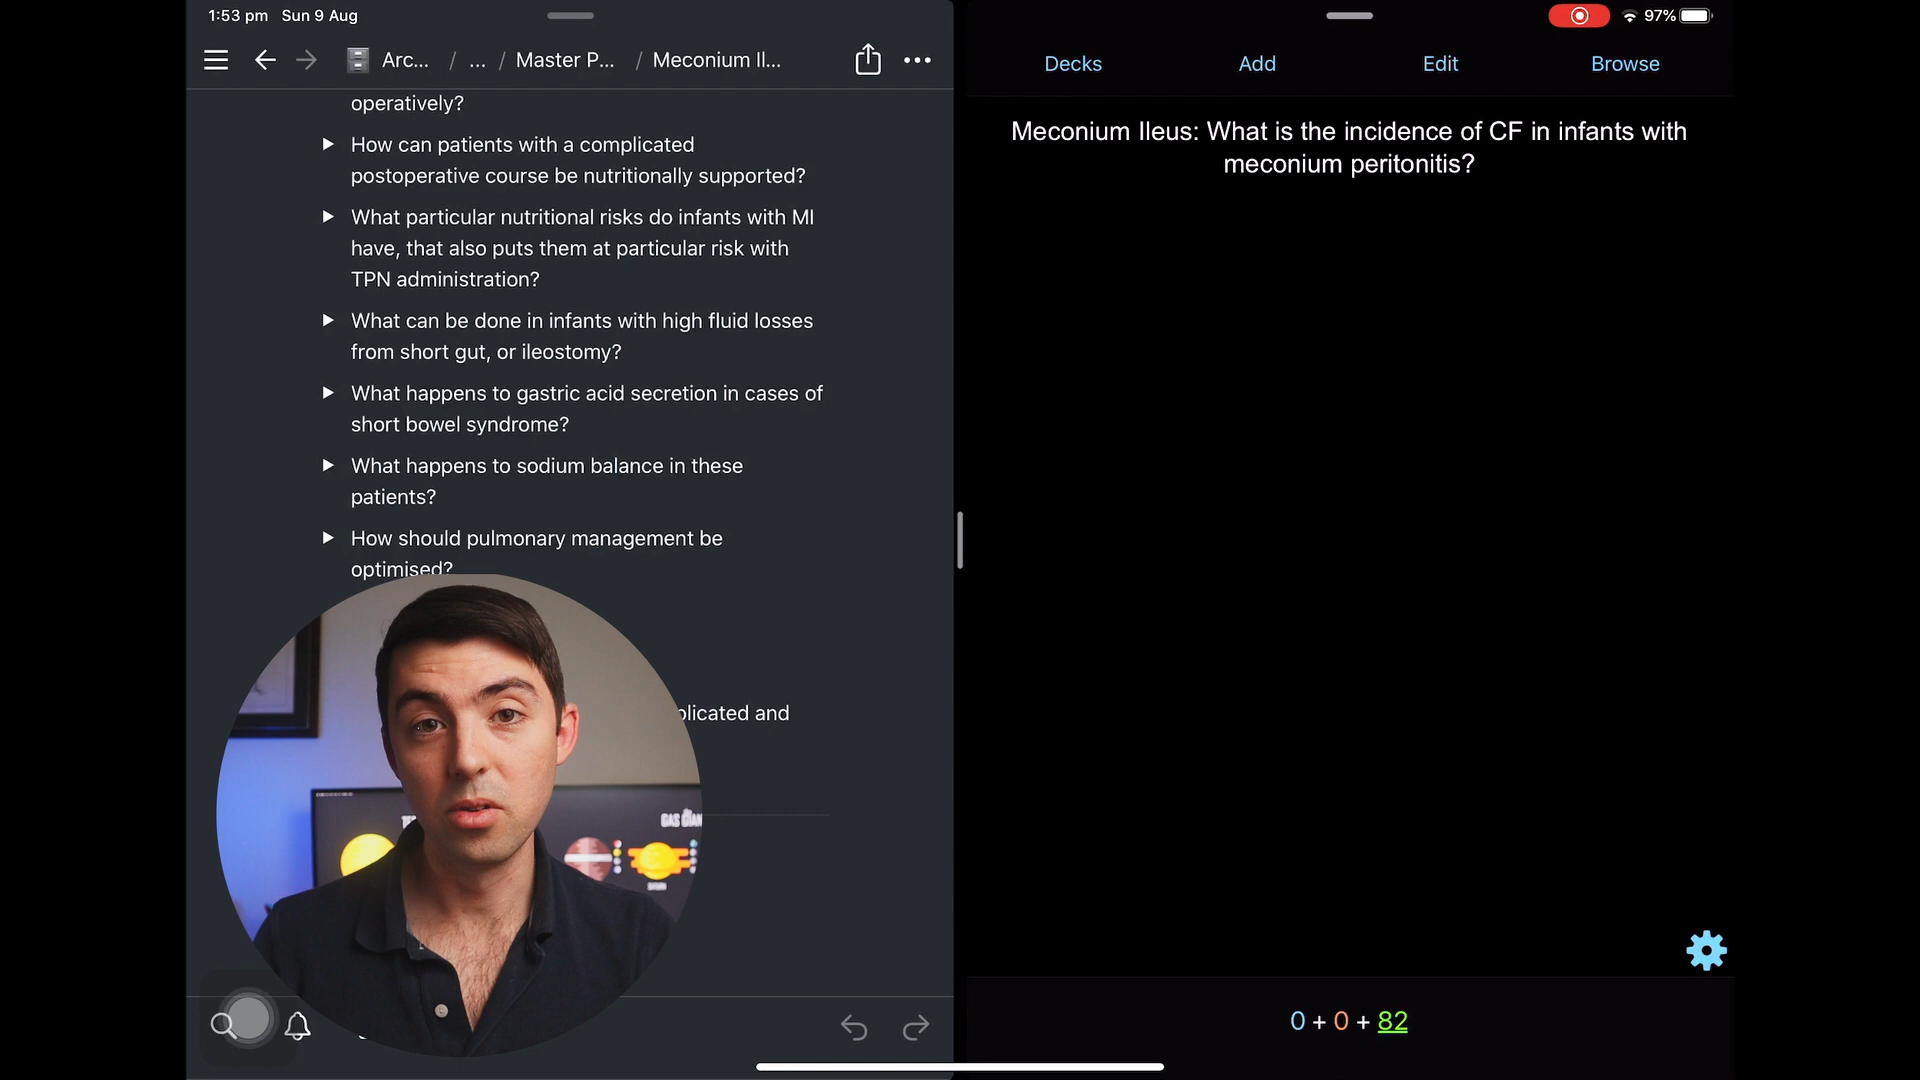 1:53 pm Sun 9 Aug
97%
Arc... / ... / Master P... / Meconium Il...
operatively?
How can patients with a complicated
postoperative course be nutritionally supported?
What particular nutritional risks do infants with MI
have, that also puts them at particular risk with
TPN administration?
What can be done in infants with high fluid losses
from short gut, or ileostomy?
What happens to gastric acid secretion in cases of
short bowel syndrome?
What happens to sodium balance in these
patients?
How should pulmonary management be
optimised?
plicated and
GAS GIAN
Decks Add Edit Browse
Meconium Ileus: What is the incidence of CF in infants with
meconium peritonitis?
0 + 0 + 82